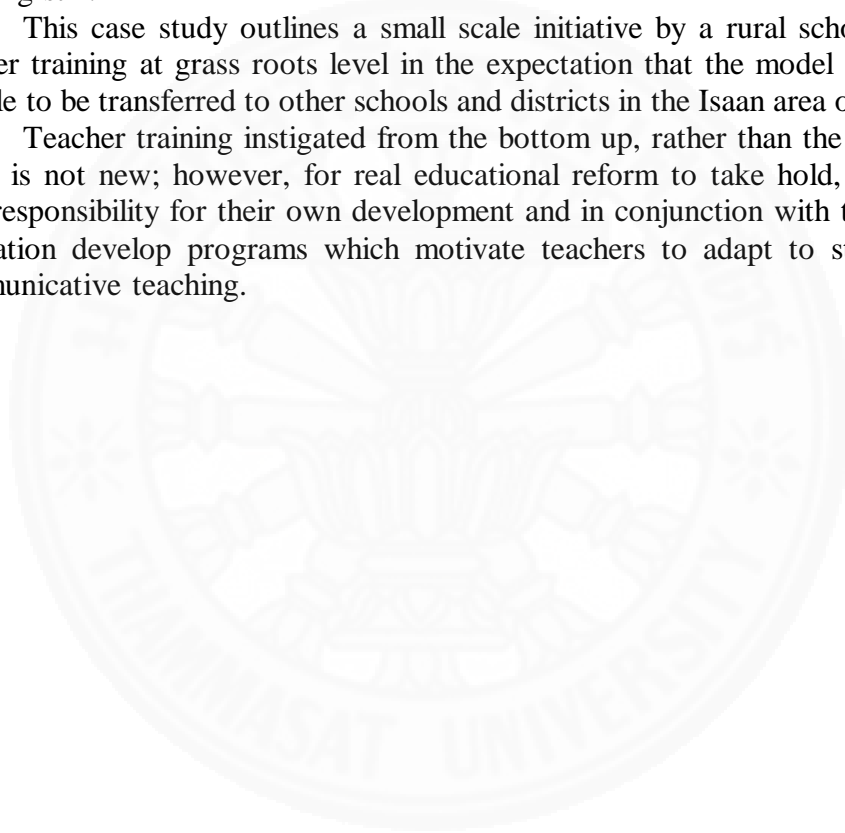 This case study outlines a small scale initiative by a rural
er training at grass roots level in the expectation that the model
le to be transferred to other schools and districts in the Isaan area
Teacher training instigated from the bottom up, rather than the
is not new; however, for real educational reform to take hold,
responsibility for their own development and in conjunction with
ation develop programs which motivate teachers to adapt to
unicative teaching.
THAMMASAT UNIVERSITY